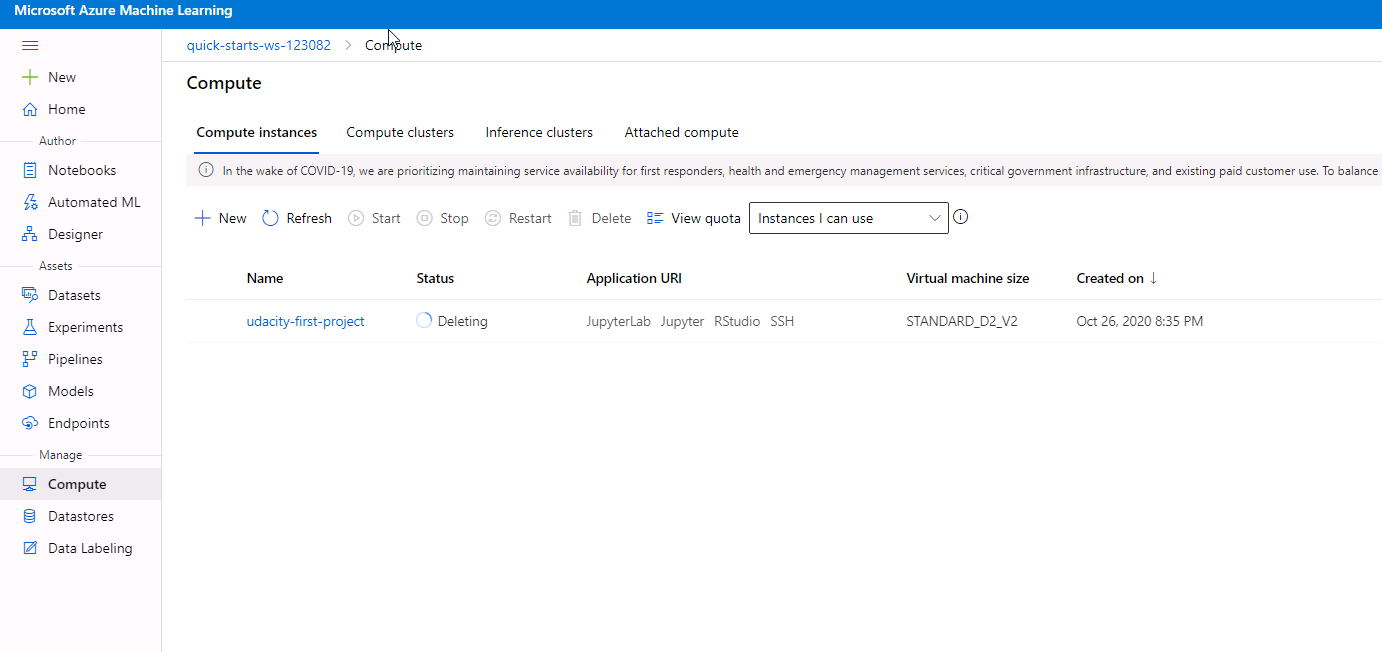 Microsoft Azure Machine Learning
quick-starts-ws-123082 > Compute
New
Home
Author
Notebooks
Automated ML
Designer
Assets
Datasets
Experiments
Pipelines
Models
Endpoints
Manage
Compute
Datastores
Data Labeling
Compute
Compute instances Compute clusters Inference clusters Attached compute
In the wake of COVID-19, we are prioritizing maintaining service availability for first responders, health and emergency management services, critical government infrastructure, and existing paid customer use. To balance
New Refresh Start Stop Restart Delete View quota Instances I can use
Name Status Application URI Virtual machine size Created on ↓
udacity-first-project Deleting JupyterLab Jupyter RStudio SSH STANDARD_D2_V2 Oct 26, 2020 8:35 PM